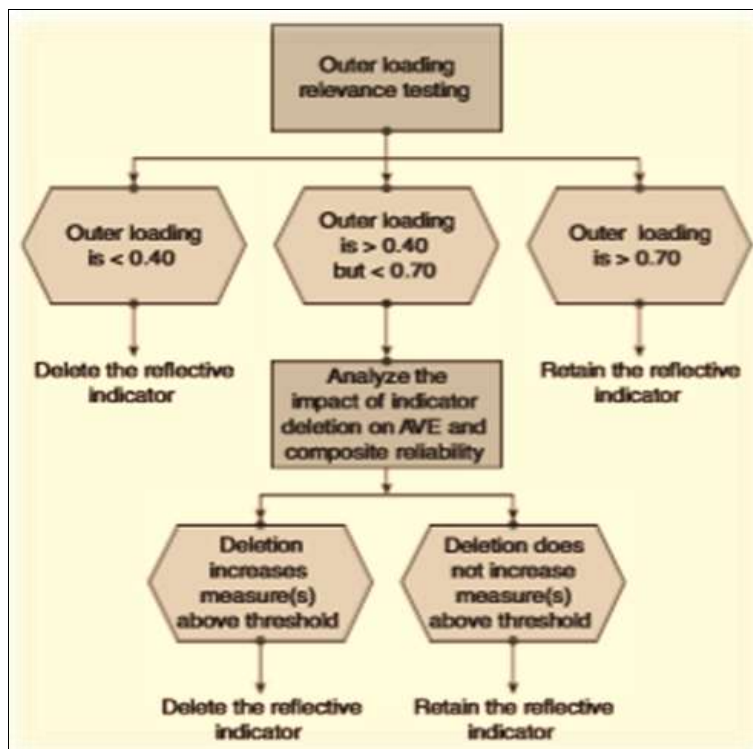 Outer loading
relevance testing
Outer loading
is < 0.40
Outer loading
is > 0.40
but < 0.70
Outer loading
is > 0.70
Delete the reflective
indicator
Analyze the
impact of indicator
deletion on AVE and
composite reliability
Retain the reflective
indicator
Deletion
increases
measure(s)
above threshold
Deletion does
not increase
measure(s)
above threshold
Delete the reflective
indicator
Retain the reflective
indicator